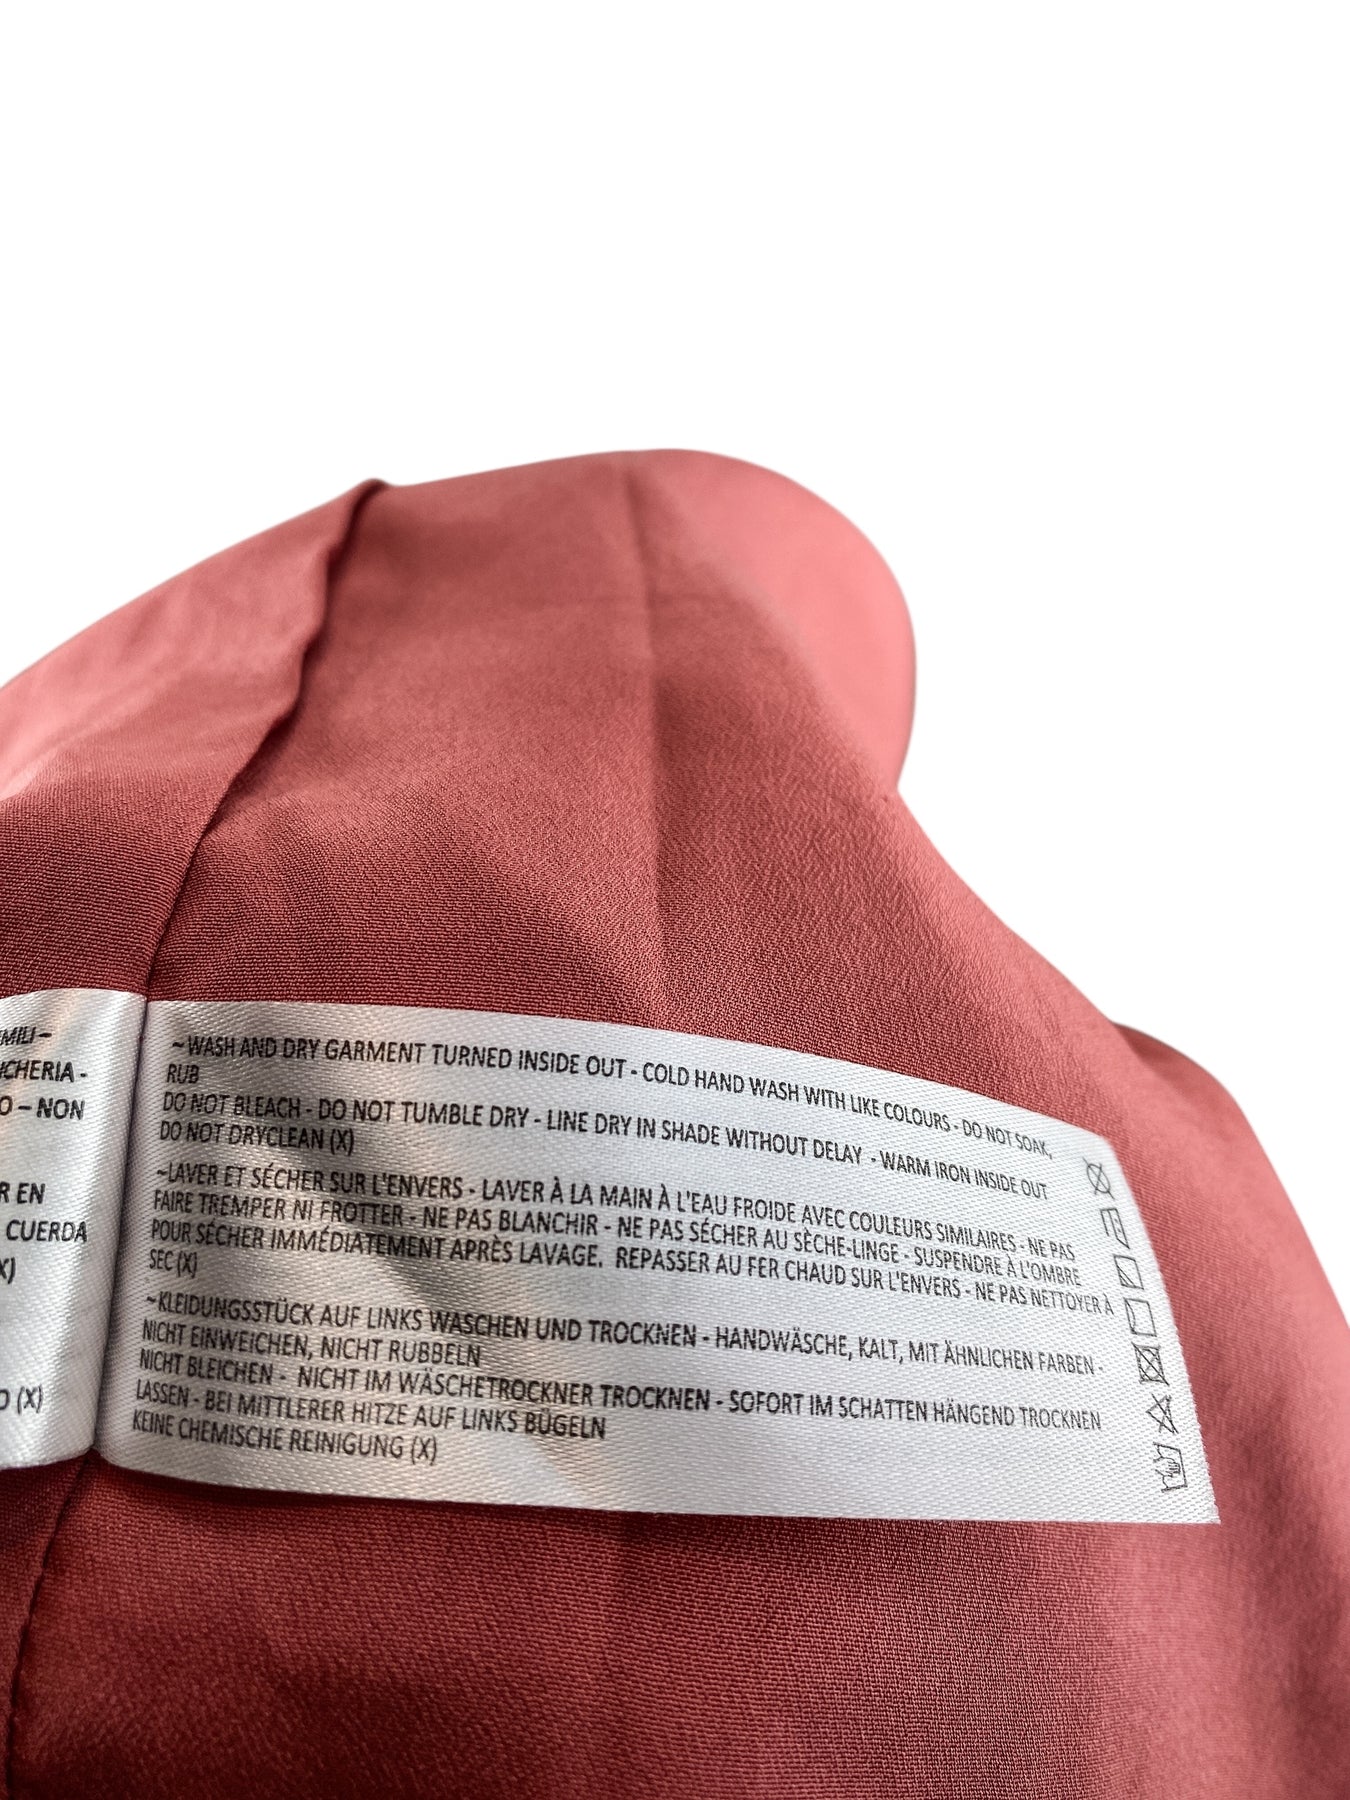 MILI –
CHERIA -
O – NON
R EN
CUERDA
X)
O (X)
~WASH AND DRY GARMENT TURNED INSIDE OUT - COLD HAND WASH WITH LIKE COLOURS - DO NOT SOAK,
RUB
DO NOT BLEACH - DO NOT TUMBLE DRY - LINE DRY IN SHADE WITHOUT DELAY - WARM IRON INSIDE OUT
DO NOT DRYCLEAN (X)
~LAVER ET SÉCHER SUR L'ENVERS - LAVER À LA MAIN À L'EAU FROIDE AVEC COULEURS SIMILAIRES - NE PAS
FAIRE TREMPER NI FROTTER - NE PAS BLANCHIR - NE PAS SÉCHER AU SÈCHE-LINGE - SUSPENDRE À L'OMBRE
POUR SÉCHER IMMÉDIATEMENT APRÈS LAVAGE. REPASSER AU FER CHAUD SUR L'ENVERS - NE PAS NETTOYER À
SEC (X)
~KLEIDUNGSSTÜCK AUF LINKS WASCHEN UND TROCKNEN - HANDWÄSCHE, KALT, MIT ÄHNLICHEN FARBEN -
NICHT EINWEICHEN, NICHT RUBBELN
NICHT BLEICHEN - NICHT IM WÄSCHETROCKNER TROCKNEN - SOFORT IM SCHATTEN HÄNGEND TROCKNEN
LASSEN - BEI MITTLERER HITZE AUF LINKS BÜGELN
KEINE CHEMISCHE REINIGUNG (X)